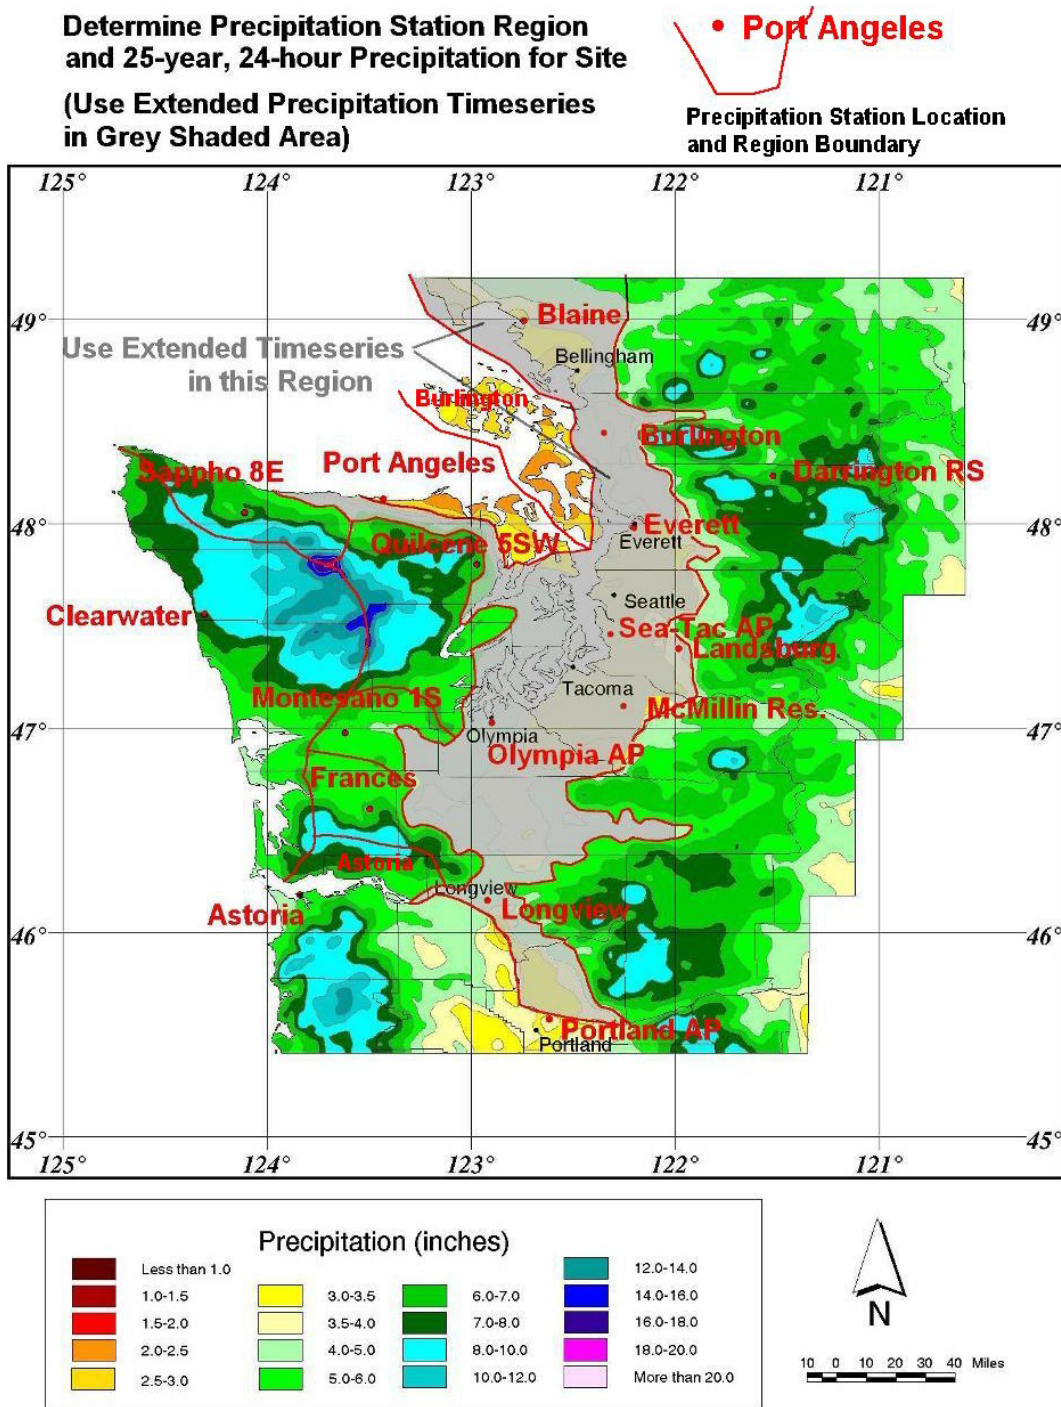 Determine Precipitation Station Region
and 25-year, 24-hour Precipitation for Site
(Use Extended Precipitation Timeseries
in Grey Shaded Area)
Port Angeles
Precipitation Station Location
and Region Boundary
125° 124° 123° 122° 121°
49° 49°
Blaine
Use Extended Timeseries
in this Region
Bellingham
Burlington
Burlington
Port Angeles
Sappho 8E
Darrington RS
48° 48°
Everett
Quilcene 5SW
Everett
Clearwater
Seattle
Sea-Tac AP
Landsburg
Tacoma
Montesano 1S
McMillin Res.
47° 47°
Olympia
Olympia AP
Frances
Astoria
Longview
Astoria
Longview
46° 46°
Portland AP
Portland
45° 45°
125° 124° 123° 122° 121°
Precipitation (inches)
Less than 1.0
1.0-1.5
1.5-2.0
2.0-2.5
2.5-3.0
3.0-3.5
3.5-4.0
4.0-5.0
5.0-6.0
6.0-7.0
7.0-8.0
8.0-10.0
10.0-12.0
12.0-14.0
14.0-16.0
16.0-18.0
18.0-20.0
More than 20.0
N
10 0 10 20 30 40 Miles